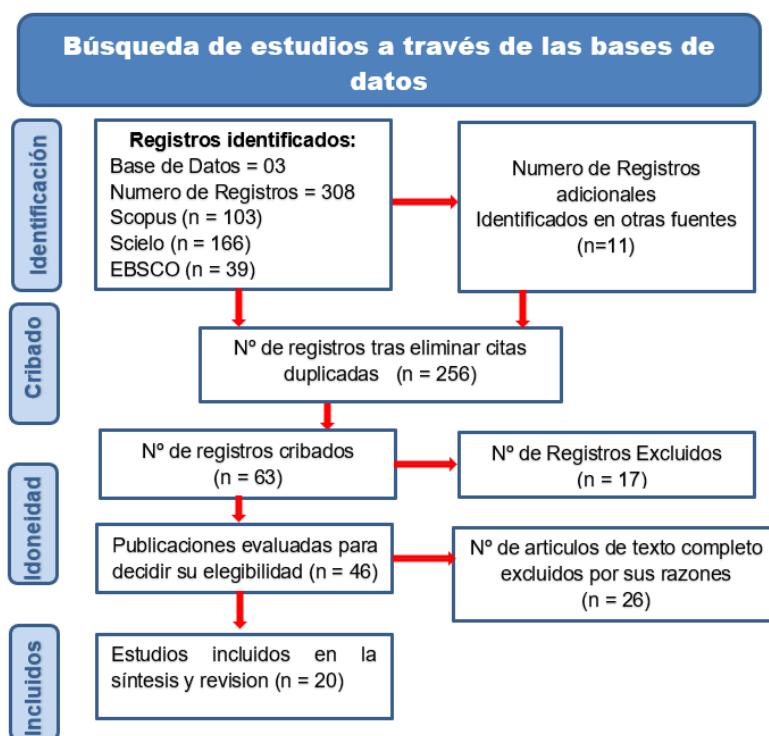 Búsqueda de estudios a través de las bases de
datos
Identificación
Registros identificados:
Base de Datos = 03
Numero de Registros = 308
Scopus (n = 103)
Scielo (n = 166)
EBSCO (n = 39)
Numero de Registros
adicionales
Identificados en otras fuentes
(n=11)
Cribado
Nº de registros tras eliminar citas
duplicadas (n = 256)
Nº de registros cribados
(n = 63)
Nº de Registros Excluidos
(n = 17)
Idoneidad
Publicaciones evaluadas para
decidir su elegibilidad (n = 46)
Nº de articulos de texto completo
excluidos por sus razones
(n = 26)
Incluidos
Estudios incluidos en la
síntesis y revision (n = 20)